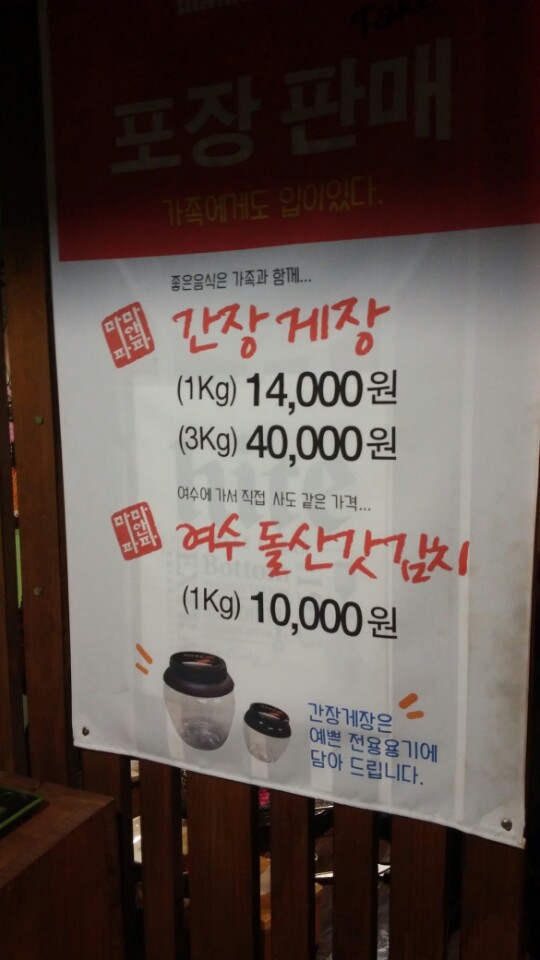 Take
포장 판매
가족에게도 입이있다.
좋은음식은 가족과 함께...
마마앤파파
간장게장
(1Kg) 14,000원
(3Kg) 40,000원
여수에 가서 직접 사도 같은 가격...
마마앤파파
여수 돌산갓김치
(1Kg) 10,000원
간장게장은
예쁜 전용용기에
담아 드립니다.